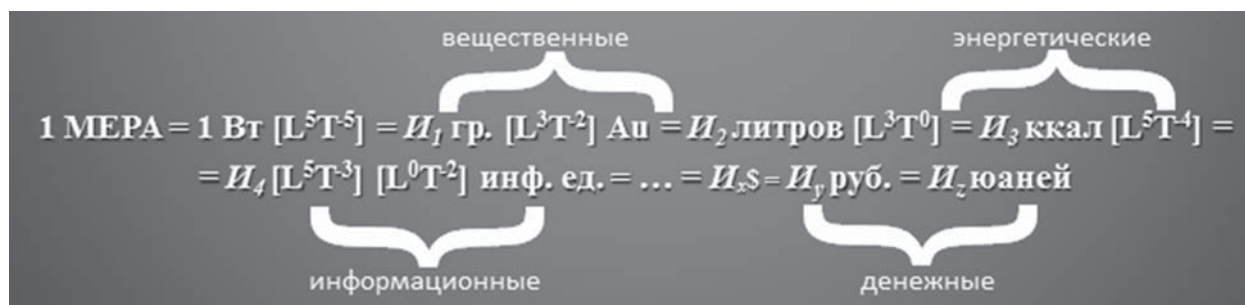 вещественные энергетические
1 МЕРА = 1 Вт [L⁵T⁻⁵] = И₁ гр. [L³T⁻²] Au = И₂ литров [L³T⁰] = И₃ ккал [L⁵T⁻⁴] =
= И₄ [L⁵T⁻³] [L⁰T⁻²] инф. ед. = … = Иₓ$ = Иᵧ руб. = И_z юаней
информационные денежные